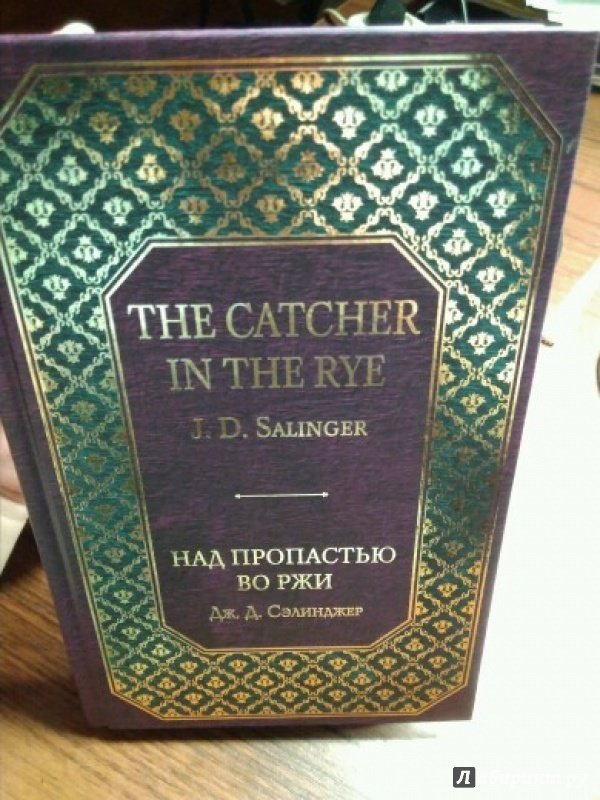 THE CATCHER
IN THE RYE
J. D. SALINGER
НАД ПРОПАСТЬЮ
ВО РЖИ
ДЖ. Д. СЭЛИНДЖЕР
Лабиринт.ру